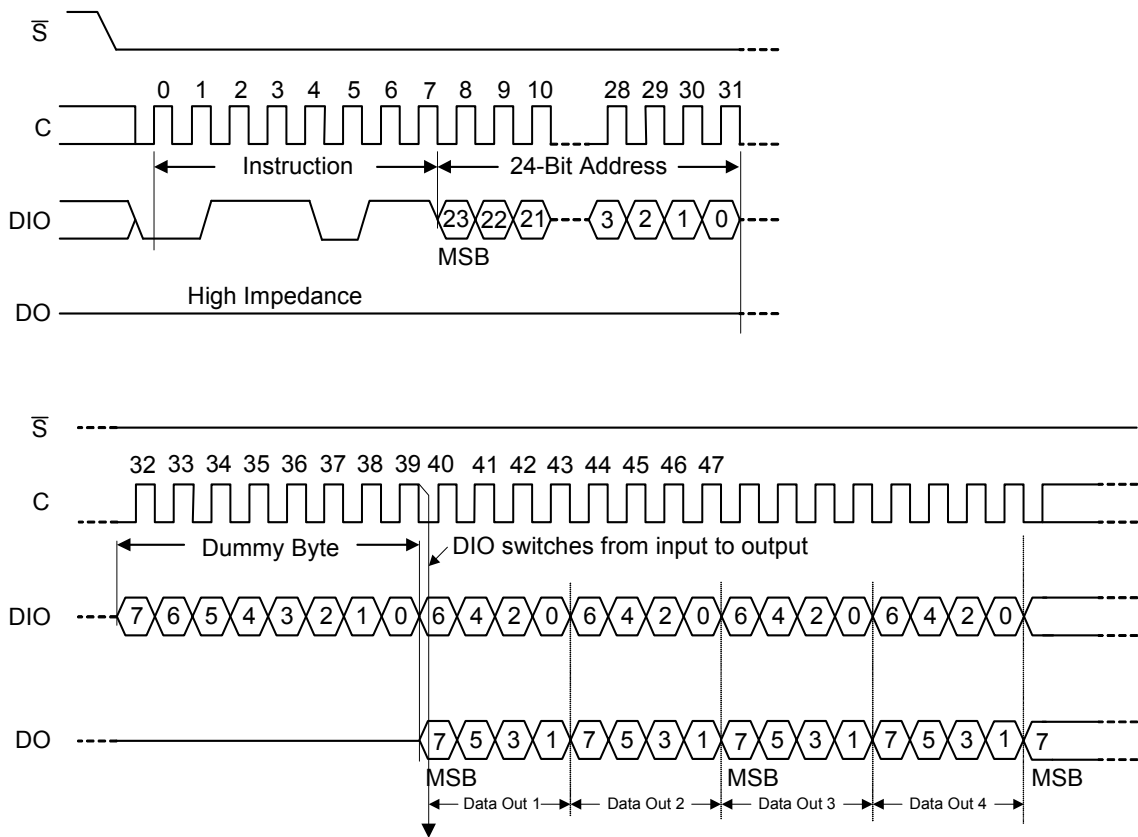 S̅
0 1 2 3 4 5 6 7 8 9 10 28 29 30 31
C
Instruction 24-Bit Address
DIO 23 22 21 3 2 1 0
MSB
High Impedance
DO
S̅
32 33 34 35 36 37 38 39 40 41 42 43 44 45 46 47
C
Dummy Byte DIO switches from input to output
DIO 7 6 5 4 3 2 1 0 6 4 2 0 6 4 2 0 6 4 2 0 6 4 2 0
DO 7 5 3 1 7 5 3 1 7 5 3 1 7 5 3 1 7
MSB MSB MSB
Data Out 1 Data Out 2 Data Out 3 Data Out 4